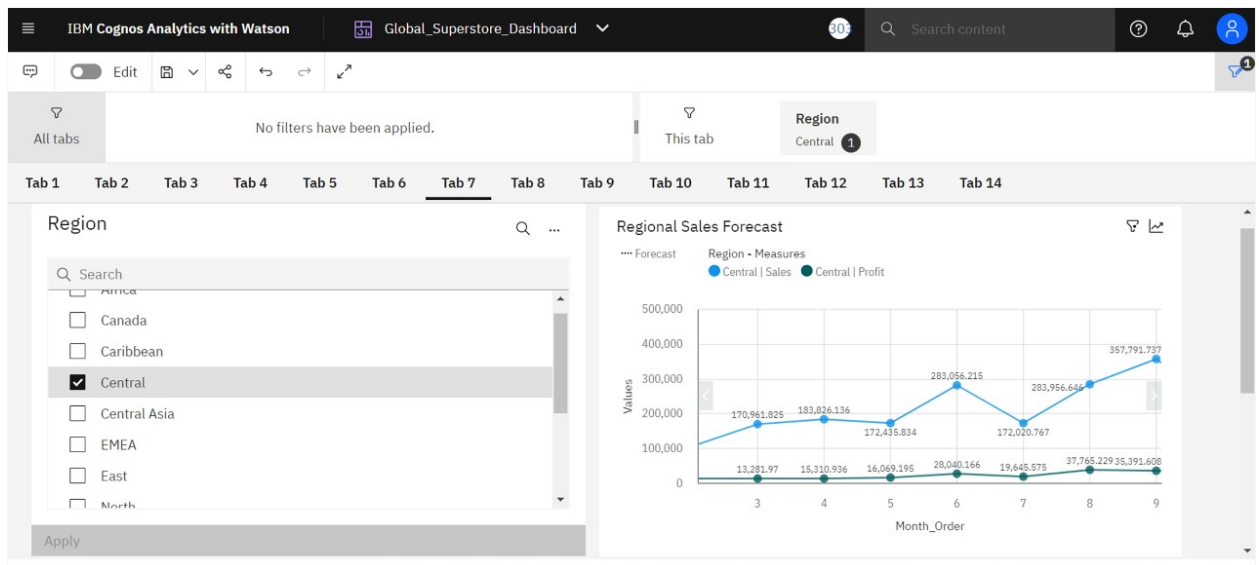 IBM Cognos Analytics with Watson
Global_Superstore_Dashboard
303
Search content
Edit
1
All tabs
No filters have been applied.
This tab
Region
Central 1
Tab 1 Tab 2 Tab 3 Tab 4 Tab 5 Tab 6 Tab 7 Tab 8 Tab 9 Tab 10 Tab 11 Tab 12 Tab 13 Tab 14
Region
...
Search
Africa
Canada
Caribbean
Central
Central Asia
EMEA
East
North
Apply
Regional Sales Forecast
Forecast
Region - Measures
Central | Sales Central | Profit
Values
500,000
400,000
300,000
200,000
100,000
0
170,961.825 183,826.136 172,435.834 283,056.215 172,020.767 283,956.646 357,791.737
13,281.97 15,310.936 16,069.195 28,040.166 19,645.575 37,765.229 35,391.608
3 4 5 6 7 8 9
Month_Order